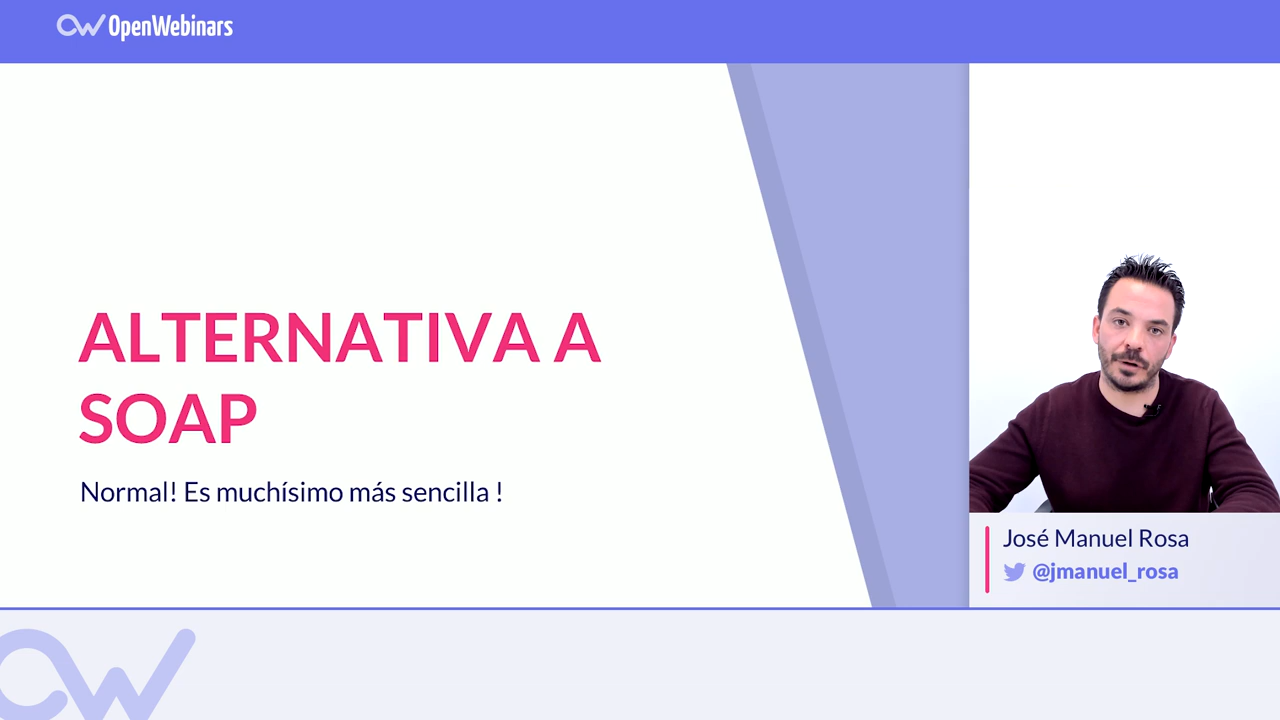 OpenWebinars
ALTERNATIVA A
SOAP
Normal! Es muchísimo más sencilla !
José Manuel Rosa
@jmanuel_rosa